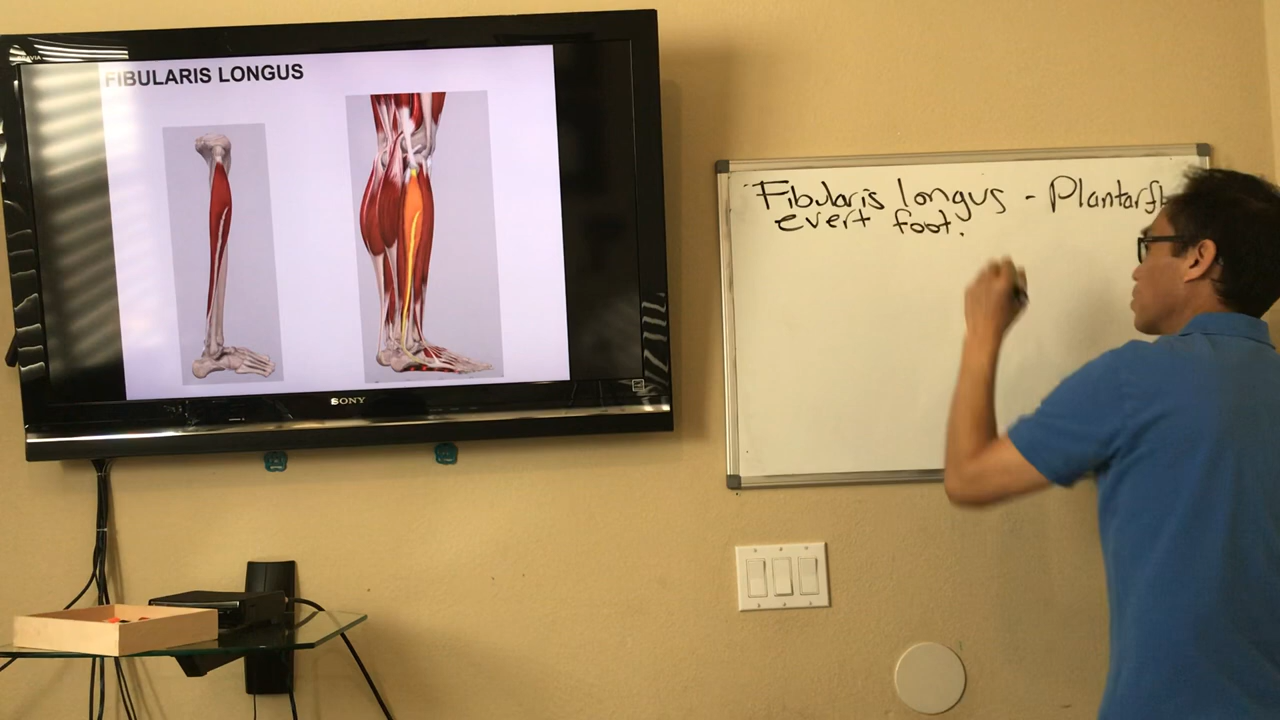 FIBULARIS LONGUS
SONY
Fibularis longus - Plantarfl
evert foot.